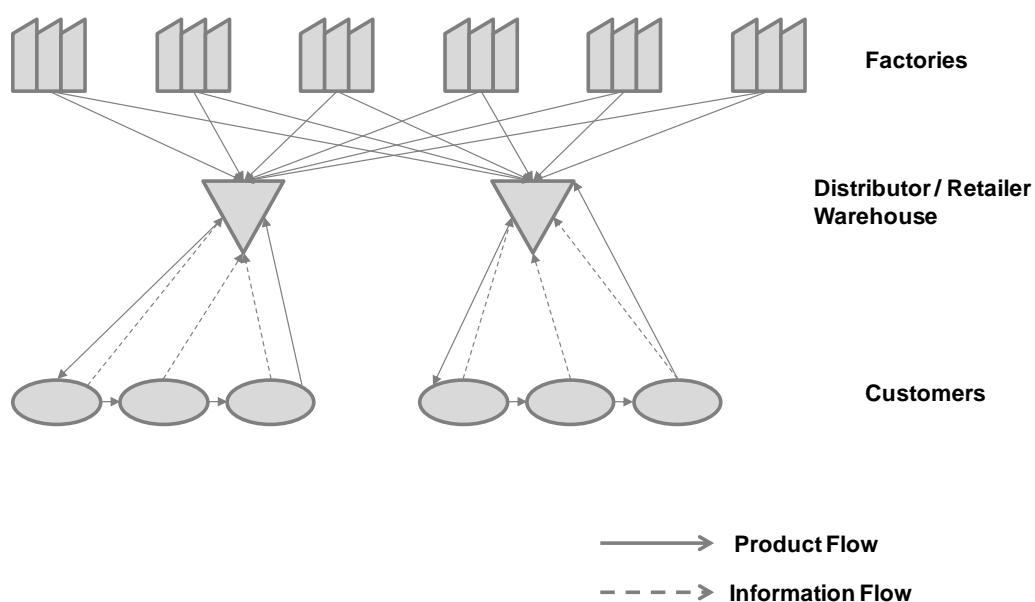 Factories
Distributor / Retailer
Warehouse
Customers
Product Flow
Information Flow